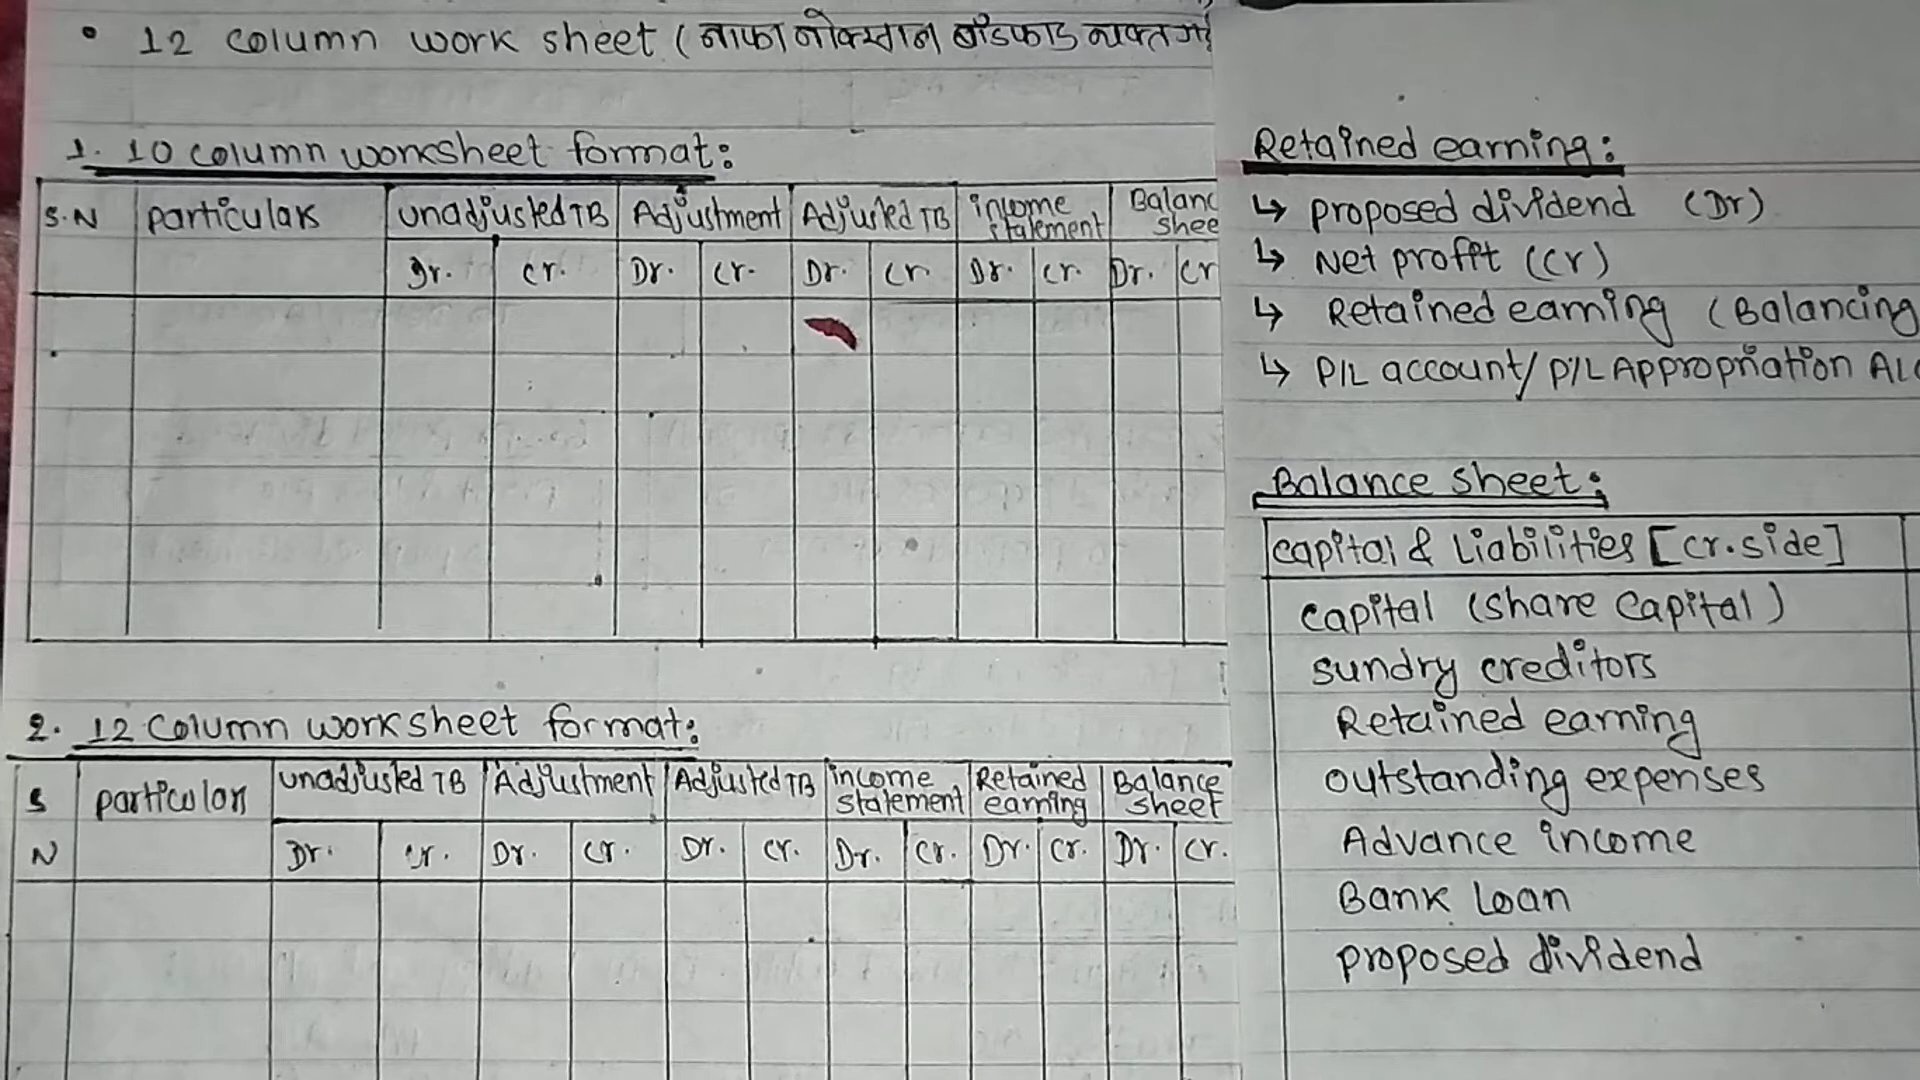 • 12 column work sheet (नाफा नोक्सान बाँडफाड
1. 10 column worksheet format:
S.N particulars unadjusted TB Adjustment Adjusted TB income statement Balanc shee
Dr. cr. Dr. cr. Dr. cr. Dr. cr. Dr. Cr
2. 12 column worksheet format:
S N particulars unadjusted TB Adjustment Adjusted TB income statement Retained earning Balance sheet
Dr. cr. Dr. cr. Dr. cr. Dr. cr. Dr. cr. Dr. cr.
Retained earning:
↳ proposed dividend (Dr)
↳ Net profit (cr)
↳ Retained earning (Balancing
↳ P/L account/ P/L Appropriation A/c
Balance sheet:
capital & Liabilities [cr.side]
capital (share capital)
sundry creditors
Retained earning
outstanding expenses
Advance income
Bank Loan
proposed dividend